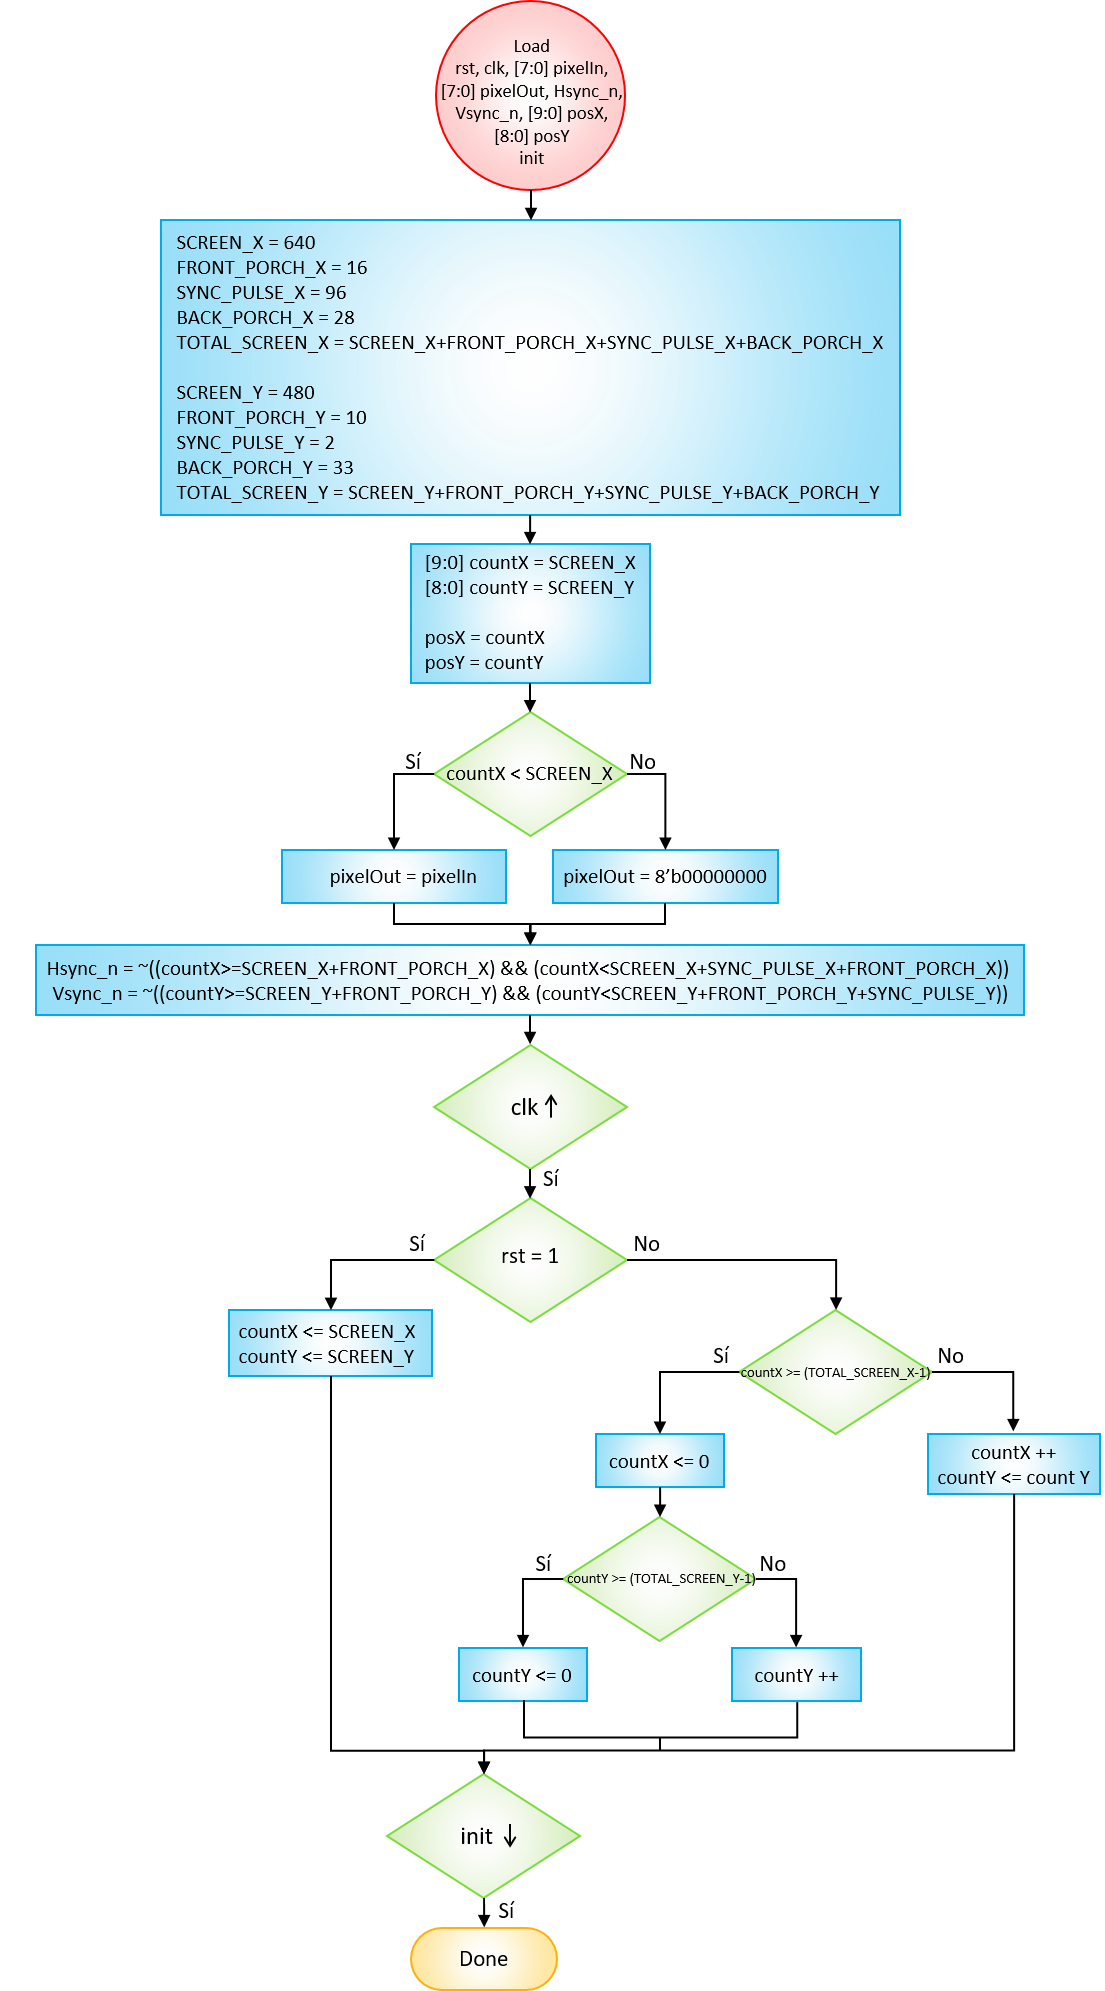 Load
rst, clk, [7:0] pixelIn,
[7:0] pixelOut, Hsync_n,
Vsync_n, [9:0] posX,
[8:0] posY
init
SCREEN_X = 640
FRONT_PORCH_X = 16
SYNC_PULSE_X = 96
BACK_PORCH_X = 28
TOTAL_SCREEN_X = SCREEN_X+FRONT_PORCH_X+SYNC_PULSE_X+BACK_PORCH_X
SCREEN_Y = 480
FRONT_PORCH_Y = 10
SYNC_PULSE_Y = 2
BACK_PORCH_Y = 33
TOTAL_SCREEN_Y = SCREEN_Y+FRONT_PORCH_Y+SYNC_PULSE_Y+BACK_PORCH_Y
[9:0] countX = SCREEN_X
[8:0] countY = SCREEN_Y
posX = countX
posY = countY
Sí
No
countX < SCREEN_X
pixelOut = pixelIn
pixelOut = 8’b00000000
Hsync_n = ~((countX>=SCREEN_X+FRONT_PORCH_X) && (countX<SCREEN_X+SYNC_PULSE_X+FRONT_PORCH_X))
Vsync_n = ~((countY>=SCREEN_Y+FRONT_PORCH_Y) && (countY<SCREEN_Y+FRONT_PORCH_Y+SYNC_PULSE_Y))
clk ↑
Sí
Sí
rst = 1
No
countX <= SCREEN_X
countY <= SCREEN_Y
Sí
countX >= (TOTAL_SCREEN_X-1)
No
countX <= 0
countX ++
countY <= count Y
Sí
countY >= (TOTAL_SCREEN_Y-1)
No
countY <= 0
countY ++
init ↓
Sí
Done